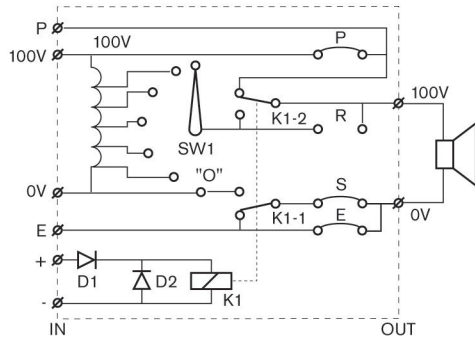 P
100V
100V
P
100V
K1-2
R
SW1
"O"
0V
S
0V
E
K1-1
E
+
D1
D2
K1
-
IN
OUT